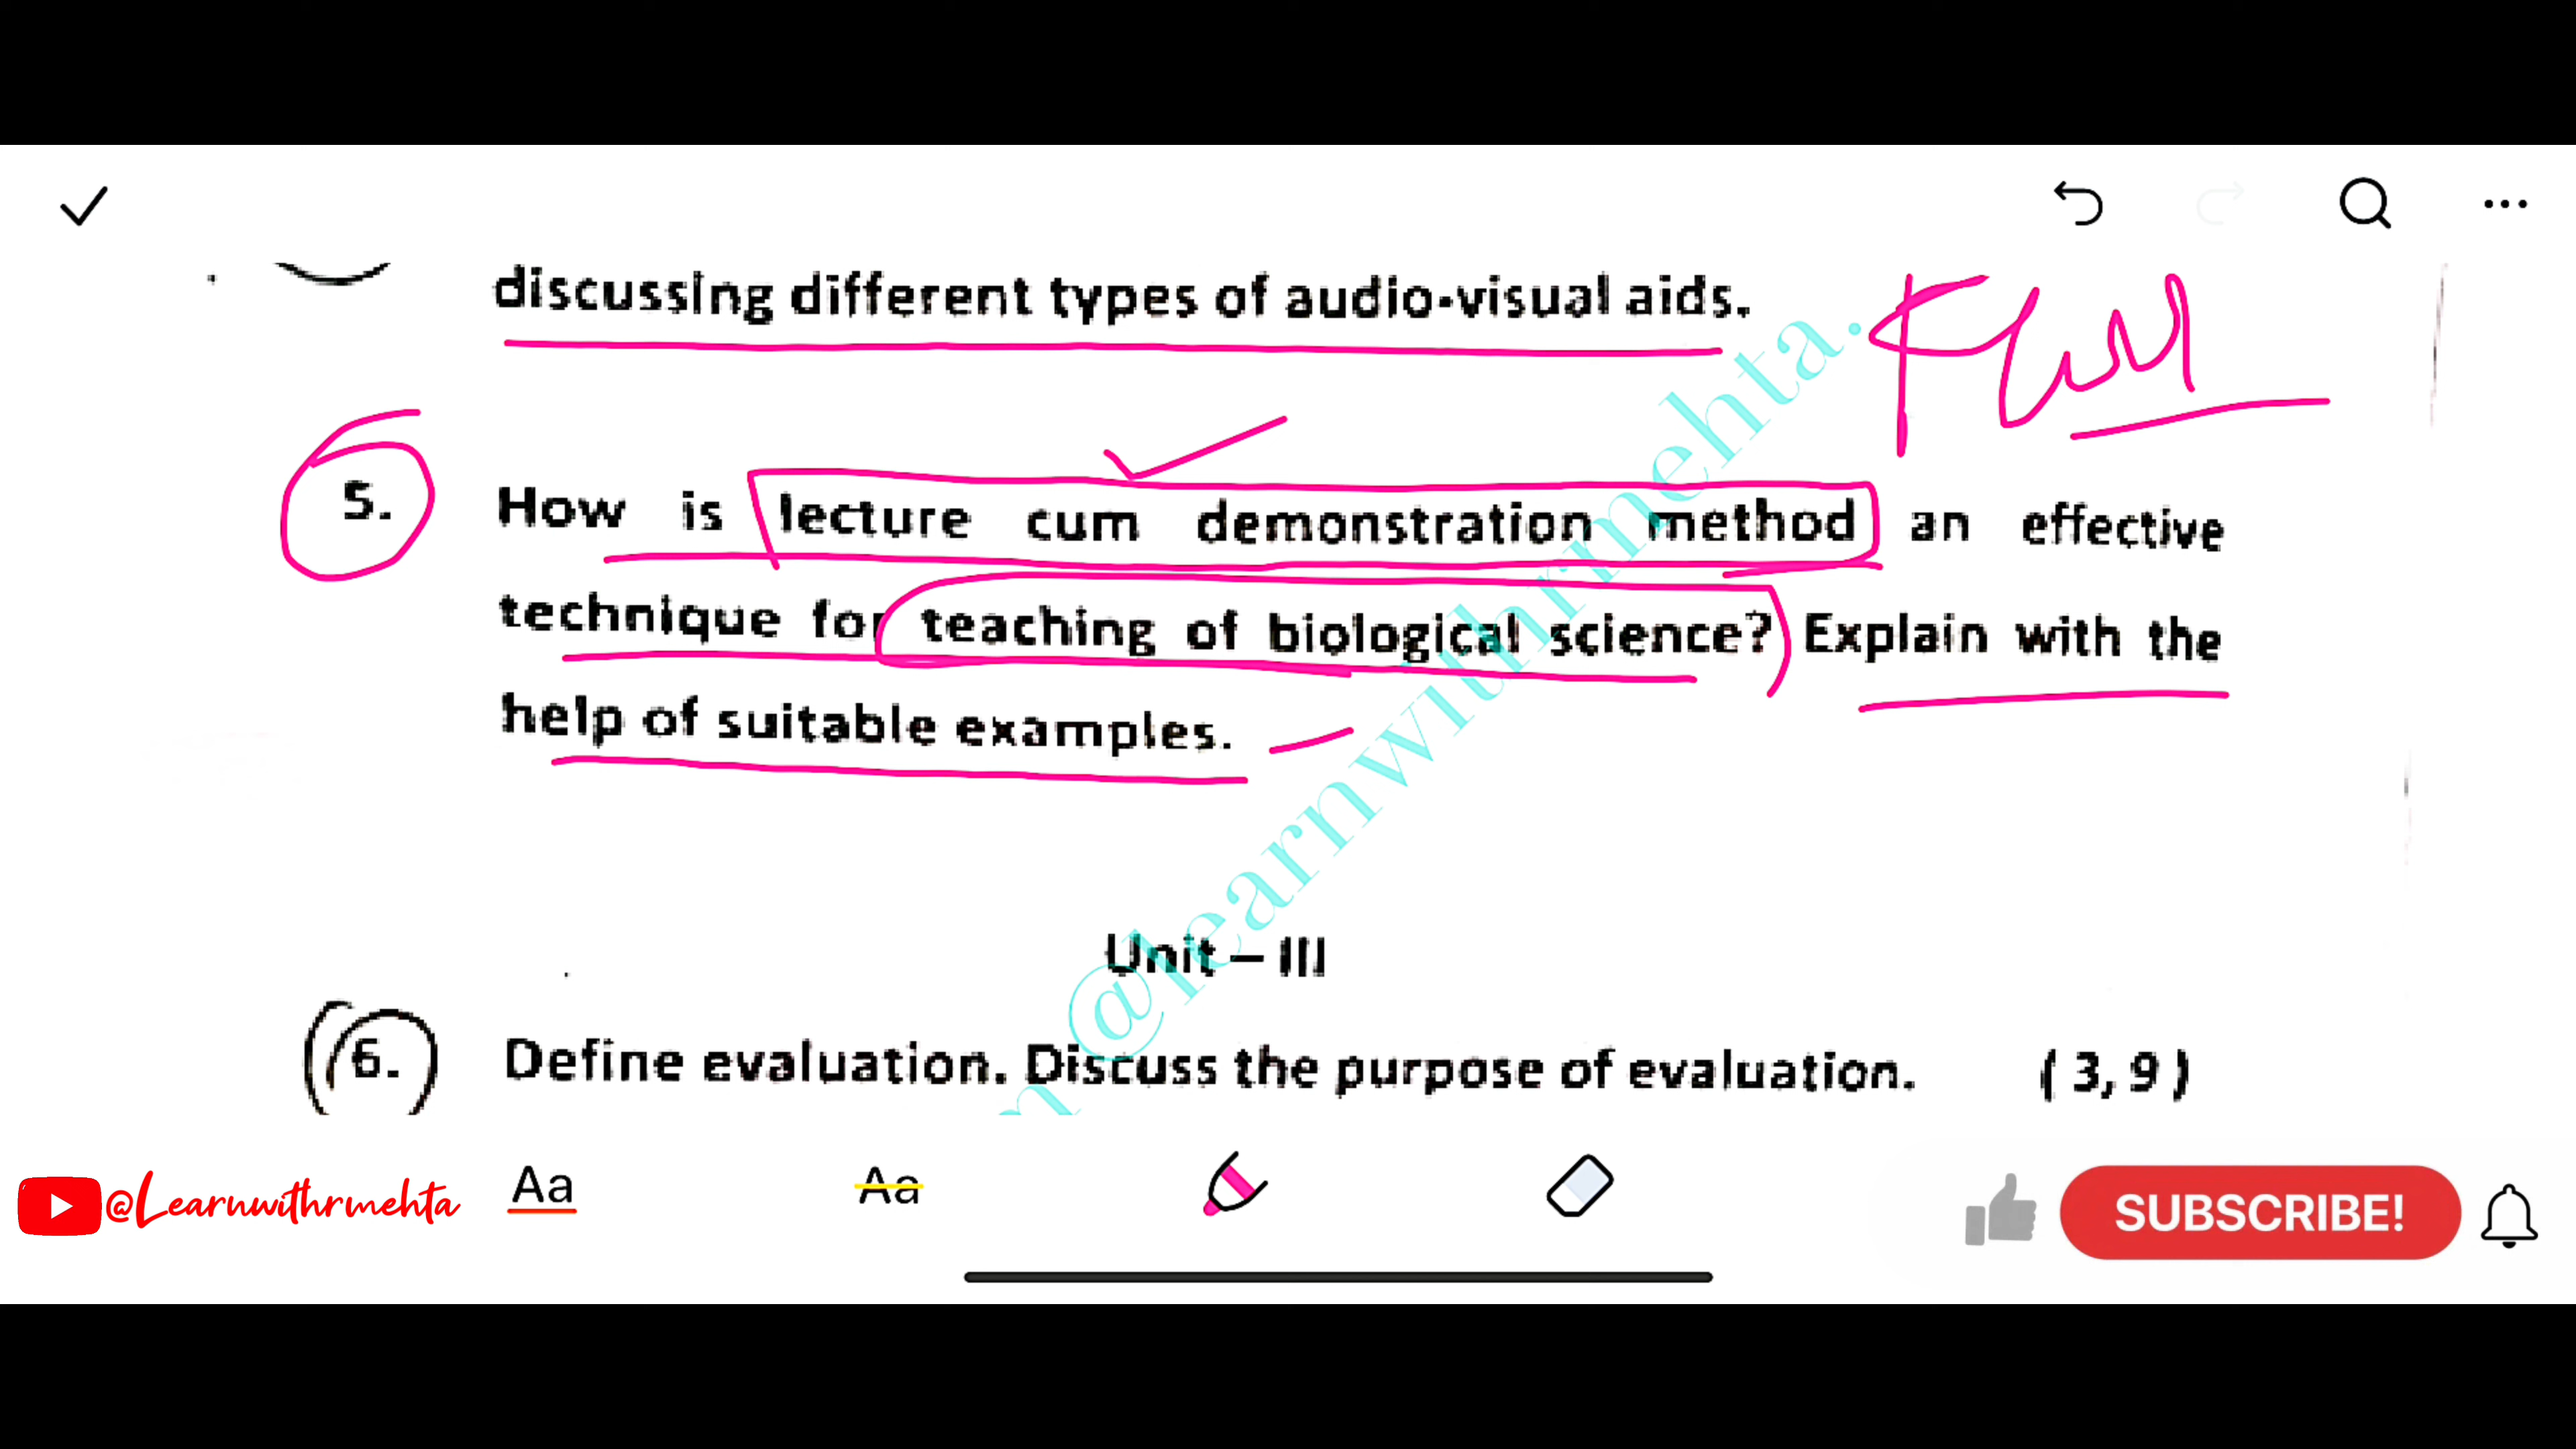 discussing different types of audio-visual aids.
5. How is lecture cum demonstration method an effective
technique for teaching of biological science? Explain with the
help of suitable examples.
@learnwithrmehta.
Unit – III
6. Define evaluation. Discuss the purpose of evaluation. (3, 9)
@Learnwithrmehta Aa Aa SUBSCRIBE!